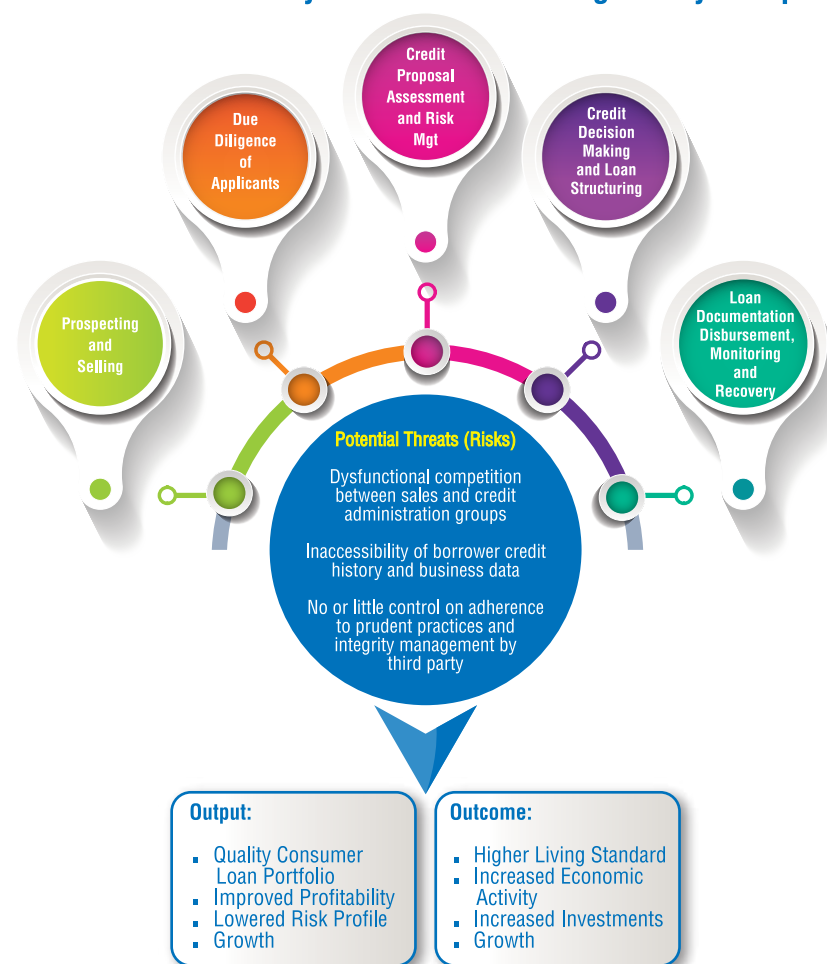 Prospecting
and
Selling
Due
Diligence
of
Applicants
Credit
Proposal
Assessment
and Risk
Mgt
Credit
Decision
Making
and Loan
Structuring
Loan
Documentation
Disbursement,
Monitoring
and
Recovery
Potential Threats (Risks)
Dysfunctional competition
between sales and credit
administration groups
Inaccessibility of borrower credit
history and business data
No or little control on adherence
to prudent practices and
integrity management by
third party
Output:
Quality Consumer
Loan Portfolio
Improved Profitability
Lowered Risk Profile
Growth
Outcome:
Higher Living Standard
Increased Economic
Activity
Increased Investments
Growth